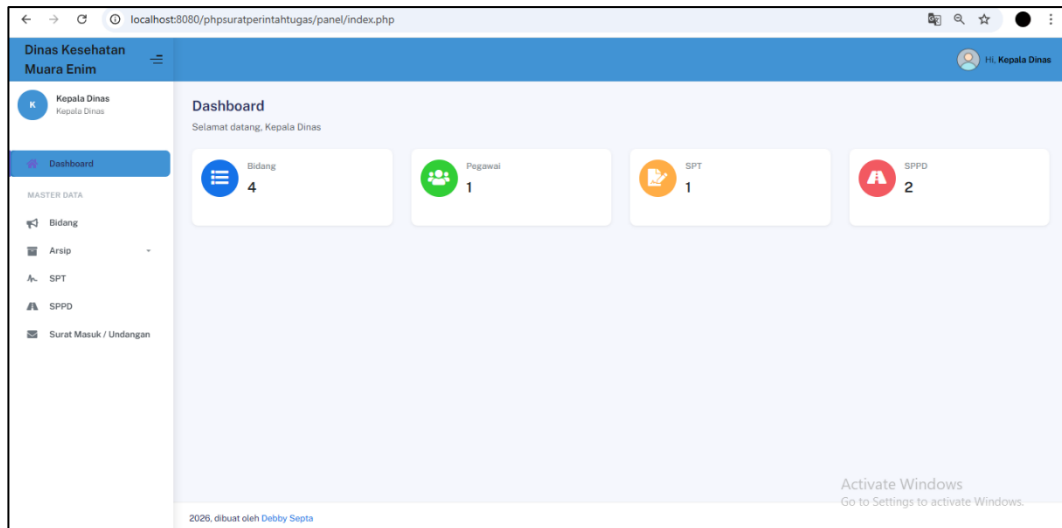 localhost:8080/phpsuratperintahtugas/panel/index.php
Dinas Kesehatan
Muara Enim
Hi, Kepala Dinas
K
Kepala Dinas
Kepala Dinas
Dashboard
MASTER DATA
Bidang
Arsip
SPT
SPPD
Surat Masuk / Undangan
Dashboard
Selamat datang, Kepala Dinas
Bidang
4
Pegawai
1
SPT
1
SPPD
2
Activate Windows
Go to Settings to activate Windows.
2026, dibuat oleh Debby Septa